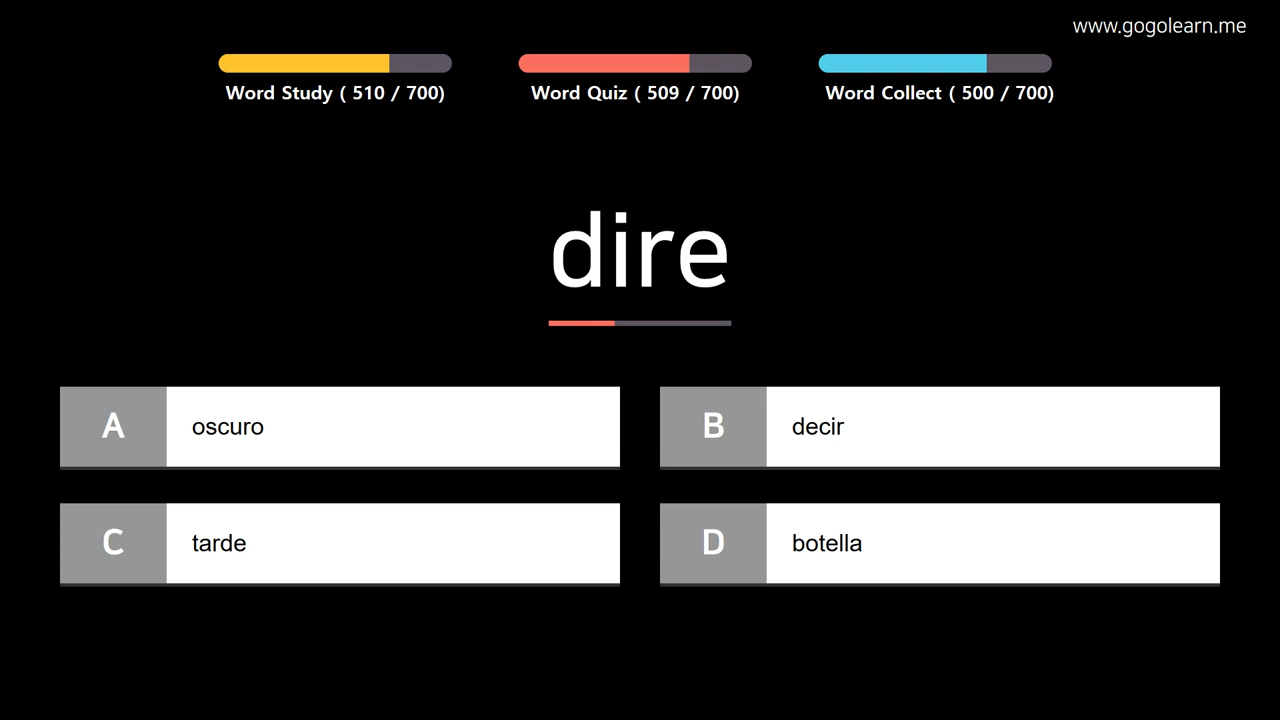 www.gogolearn.me
Word Study ( 510 / 700)
Word Quiz ( 509 / 700)
Word Collect ( 500 / 700)
dire
A
oscuro
B
decir
C
tarde
D
botella